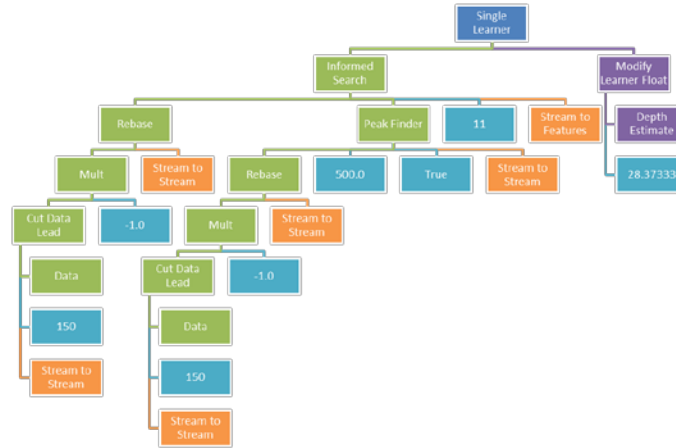 Single
Learner
Informed
Search
Modify
Learner Float
Rebase
Peak Finder
11
Stream to
Features
Depth
Estimate
Mult
Stream to
Stream
Rebase
500.0
True
Stream to
Stream
28.37333
Cut Data
Lead
-1.0
Mult
Stream to
Stream
Data
Cut Data
Lead
-1.0
150
Data
Stream to
Stream
150
Stream to
Stream